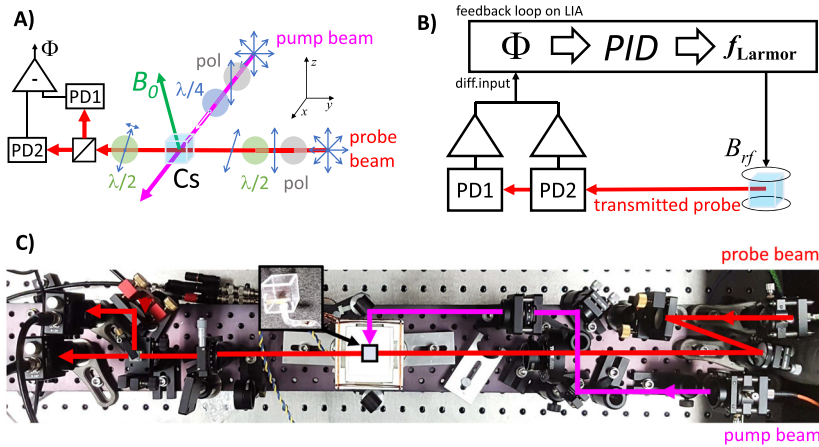 A)
Φ
-
PD1
PD2
λ/2
B0
Cs
pol
λ/4
pump beam
z
y
x
probe
beam
λ/2
pol
B)
feedback loop on LIA
Φ PID fLarmor
diff.input
Brf
PD1
PD2
transmitted probe
C)
probe beam
pump beam